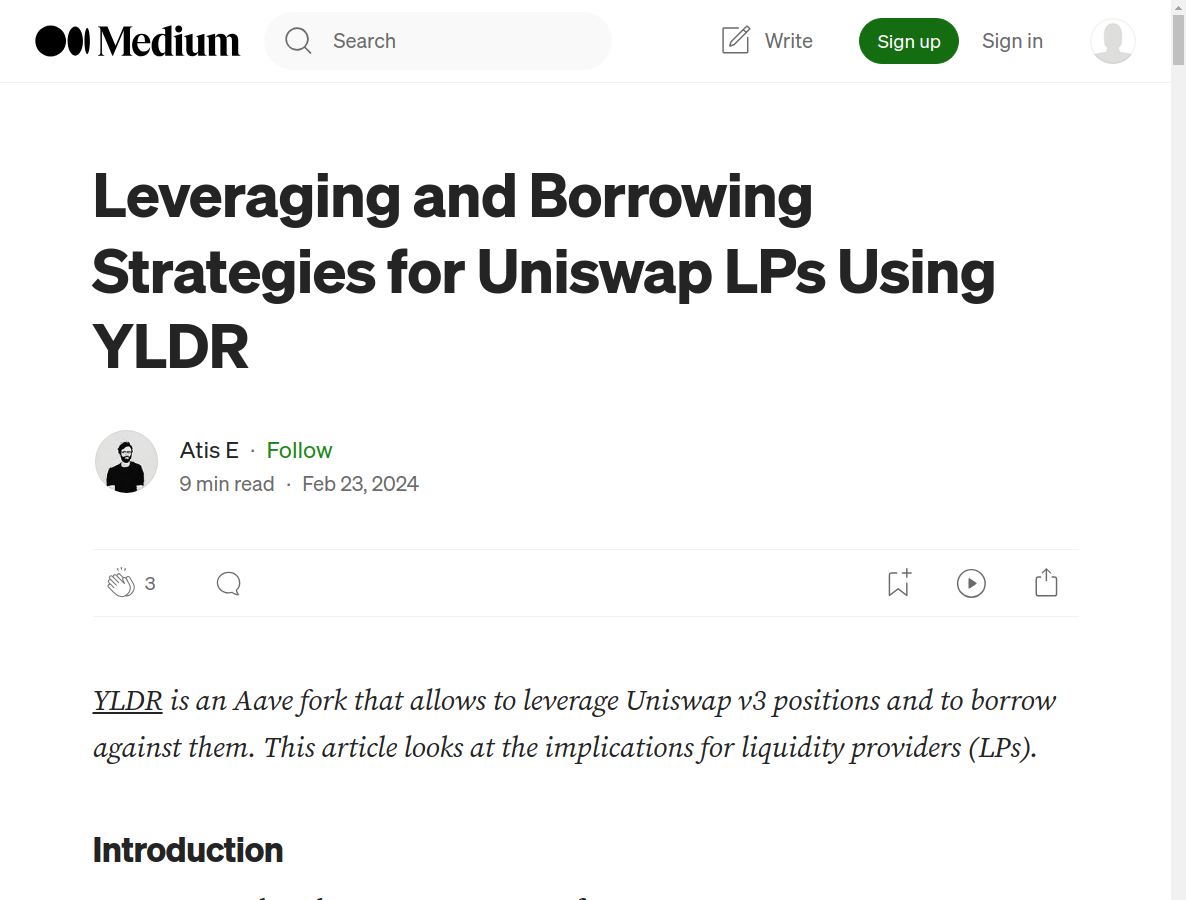 Medium
Search
Write
Sign up
Sign in
Leveraging and Borrowing
Strategies for Uniswap LPs Using
YLDR
Atis E · Follow
9 min read · Feb 23, 2024
3
YLDR is an Aave fork that allows to leverage Uniswap v3 positions and to borrow
against them. This article looks at the implications for liquidity providers (LPs).
Introduction